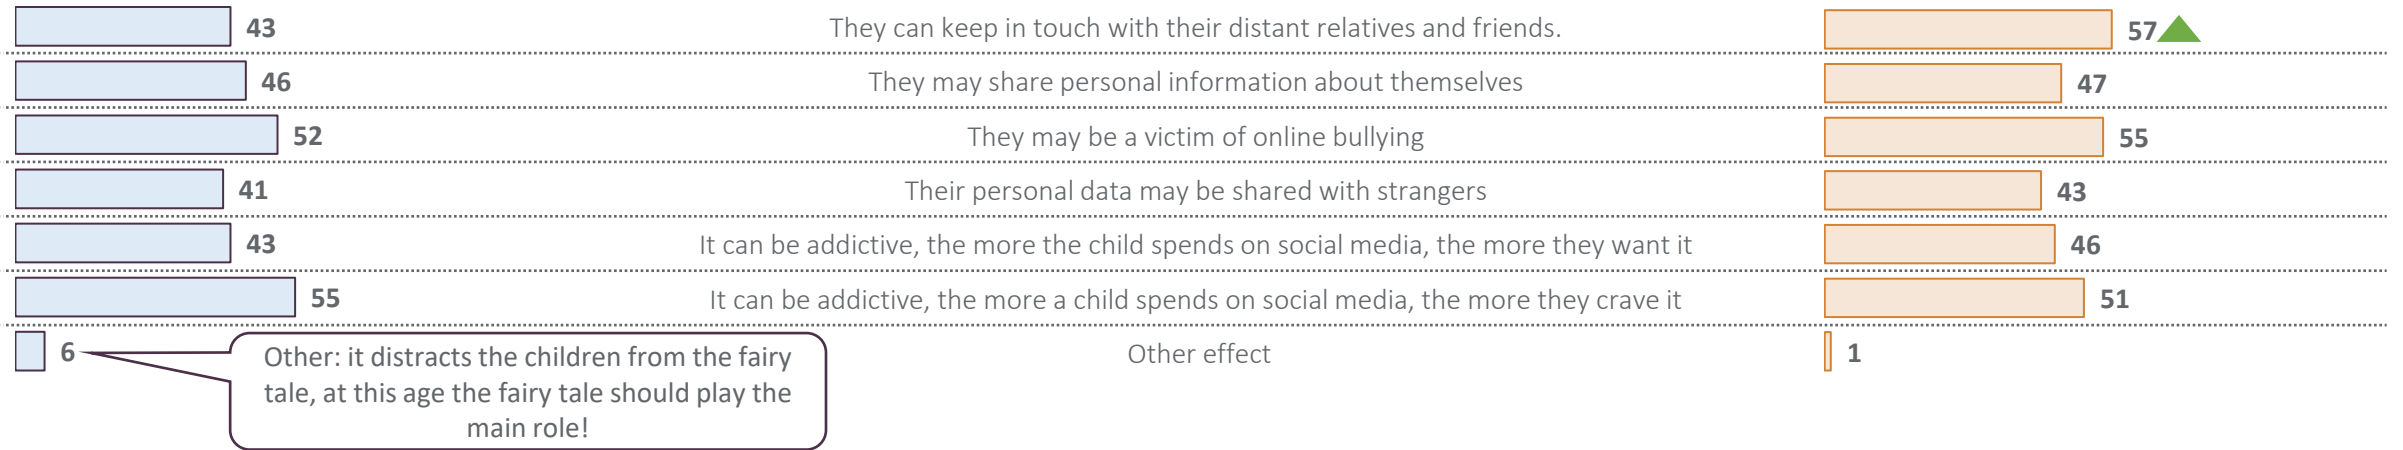 43 They can keep in touch with their distant relatives and friends. 57
46 They may share personal information about themselves 47
52 They may be a victim of online bullying 55
41 Their personal data may be shared with strangers 43
43 It can be addictive, the more the child spends on social media, the more they want it 46
55 It can be addictive, the more a child spends on social media, the more they crave it 51
6 Other effect 1
Other: it distracts the children from the fairy
tale, at this age the fairy tale should play the
main role!